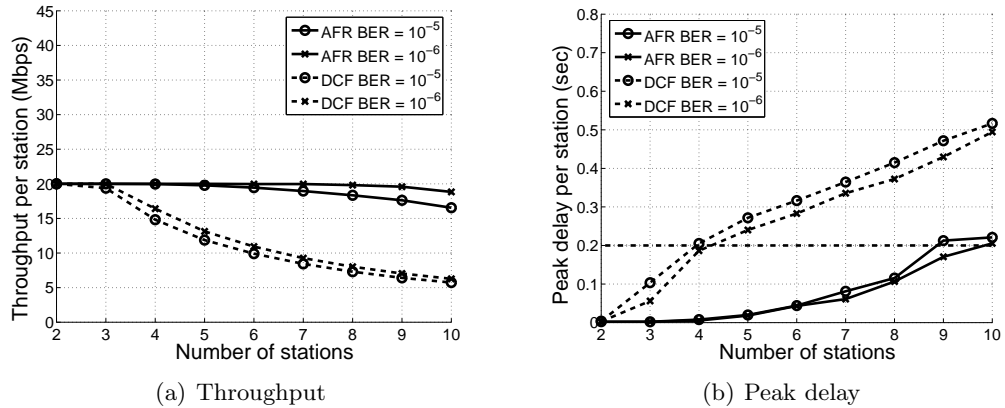 45
40
35
30
25
20
15
10
5
0
Throughput per station (Mbps)
AFR BER = 10⁻⁵
AFR BER = 10⁻⁶
DCF BER = 10⁻⁵
DCF BER = 10⁻⁶
2 3 4 5 6 7 8 9 10
Number of stations
(a) Throughput
0.8
0.7
0.6
0.5
0.4
0.3
0.2
0.1
0
Peak delay per station (sec)
AFR BER = 10⁻⁵
AFR BER = 10⁻⁶
DCF BER = 10⁻⁵
DCF BER = 10⁻⁶
2 3 4 5 6 7 8 9 10
Number of stations
(b) Peak delay